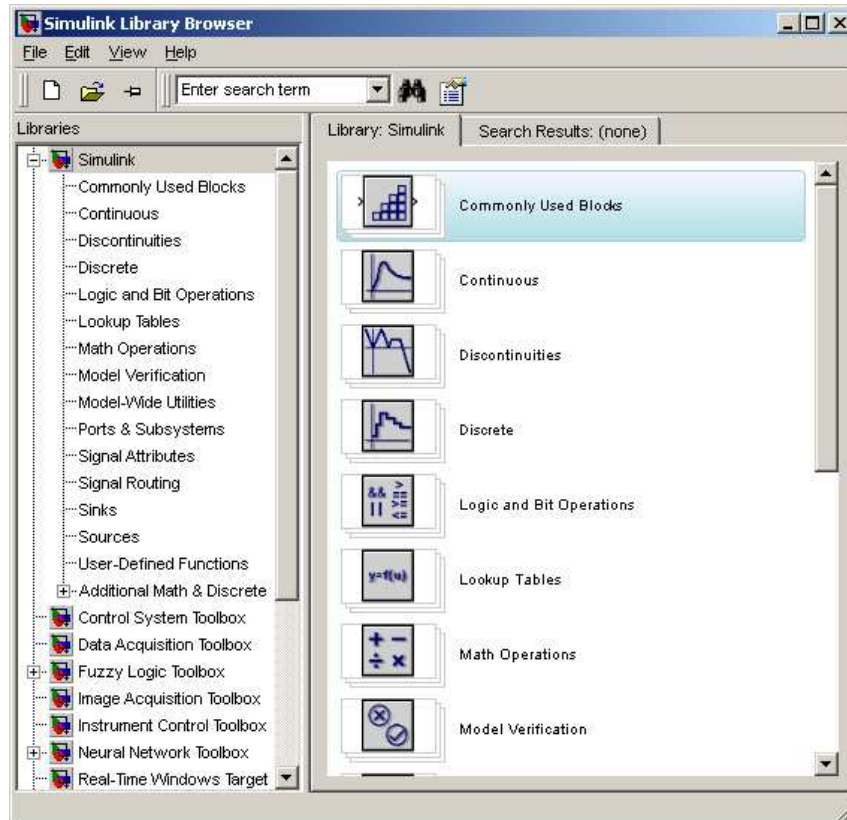 Simulink Library Browser
File Edit View Help
Enter search term
Libraries
Simulink
Commonly Used Blocks
Continuous
Discontinuities
Discrete
Logic and Bit Operations
Lookup Tables
Math Operations
Model Verification
Model-Wide Utilities
Ports & Subsystems
Signal Attributes
Signal Routing
Sinks
Sources
User-Defined Functions
Additional Math & Discrete
Control System Toolbox
Data Acquisition Toolbox
Fuzzy Logic Toolbox
Image Acquisition Toolbox
Instrument Control Toolbox
Neural Network Toolbox
Real-Time Windows Target
Library: Simulink
Search Results: (none)
Commonly Used Blocks
Continuous
Discontinuities
Discrete
&& >
|| ==
>=
<=
Logic and Bit Operations
y=f(u)
Lookup Tables
+ −
÷ ×
Math Operations
Model Verification